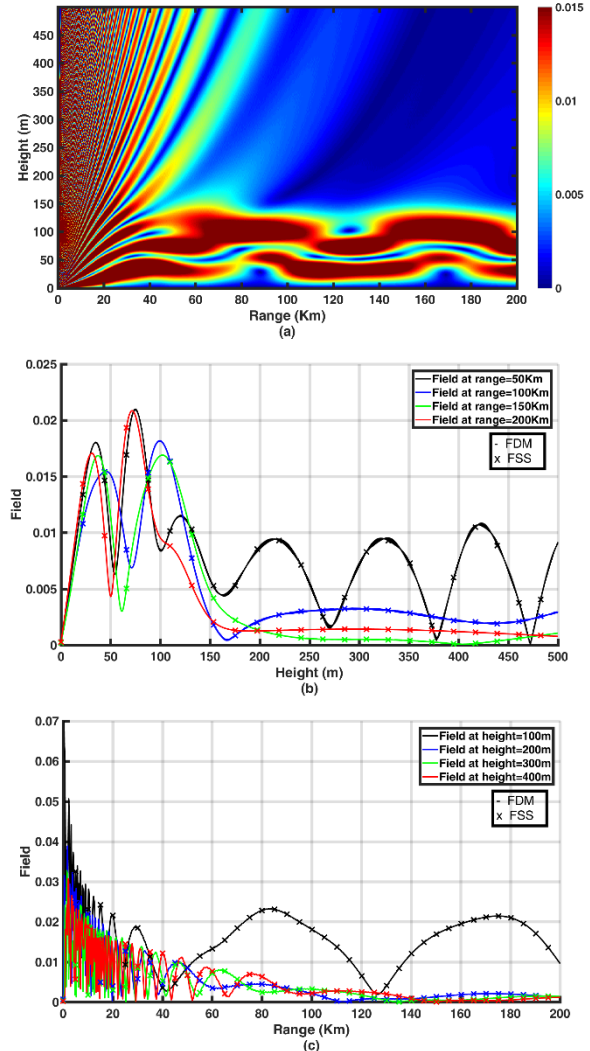 500
450
400
350
300
250
200
150
100
50
0
Height (m)
0 20 40 60 80 100 120 140 160 180 200
Range (Km)
(a)
0.015
0.01
0.005
0
0.025
0.02
0.015
0.01
0.005
0
Field
Field at range=50Km
Field at range=100Km
Field at range=150Km
Field at range=200Km
- FDM
× FSS
0 50 100 150 200 250 300 350 400 450 500
Height (m)
(b)
0.07
0.06
0.05
0.04
0.03
0.02
0.01
0
Field
Field at height=100m
Field at height=200m
Field at height=300m
Field at height=400m
- FDM
× FSS
0 20 40 60 80 100 120 140 160 180 200
Range (Km)
(c)